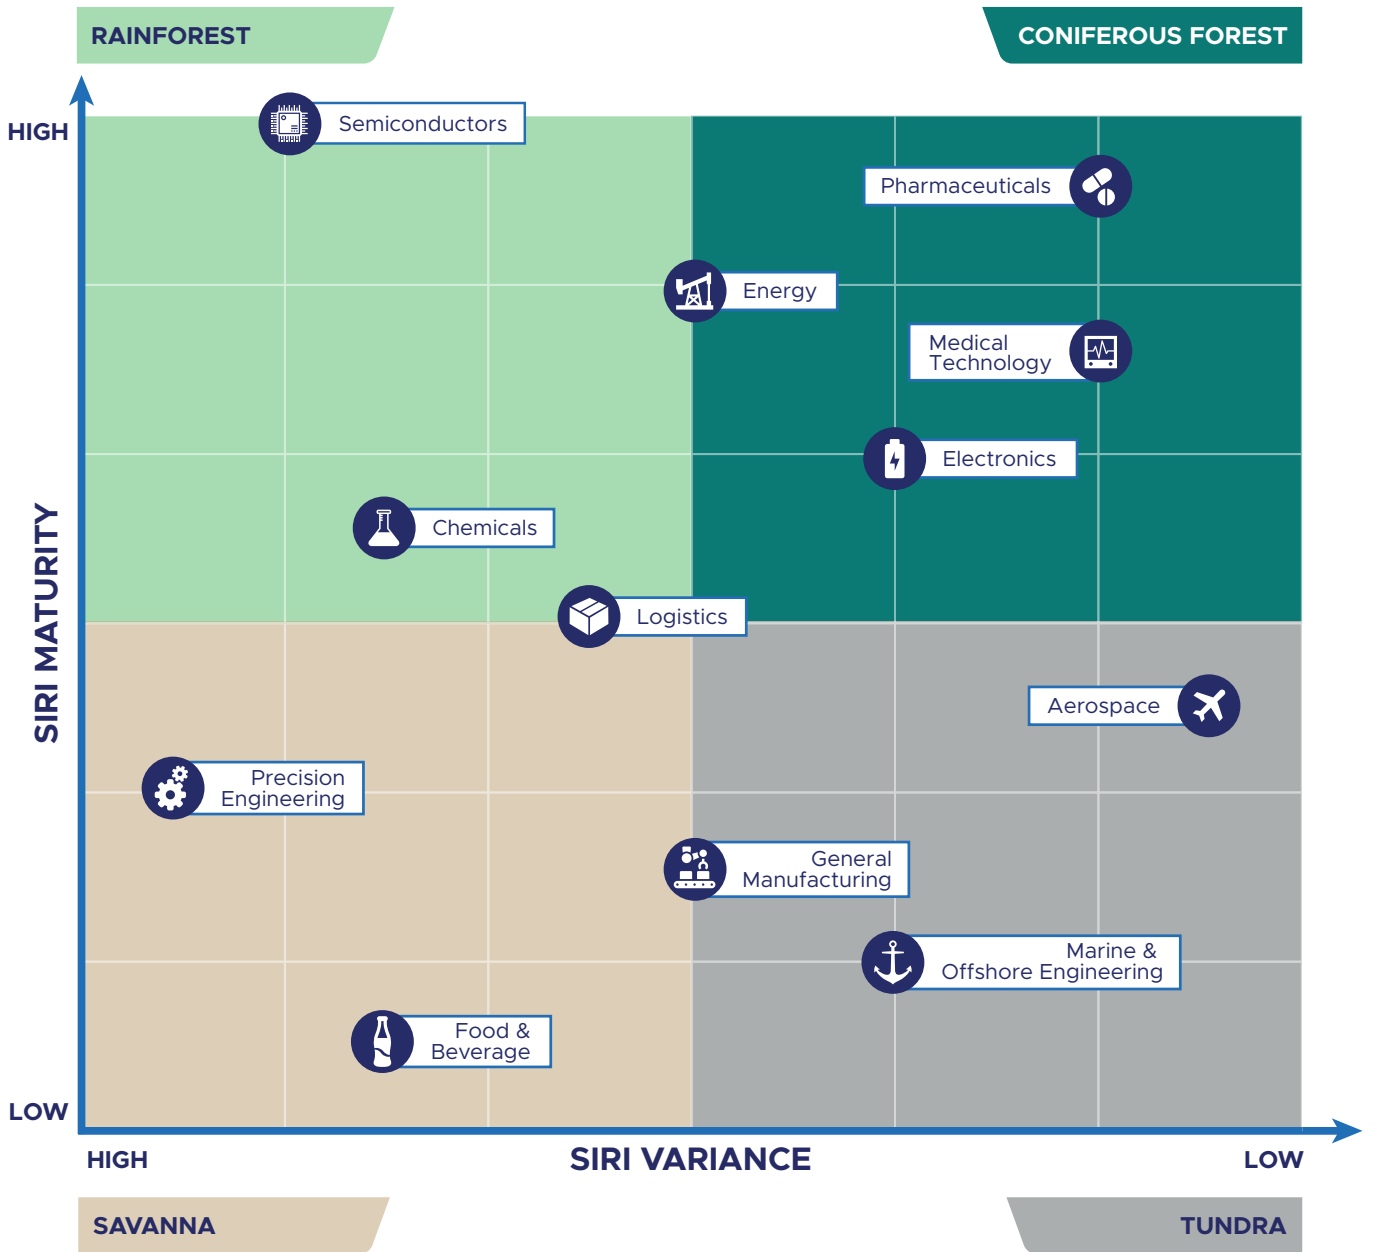 RAINFOREST
CONIFEROUS FOREST
HIGH
Semiconductors
Pharmaceuticals
Energy
Medical
Technology
Electronics
Chemicals
Logistics
SIRI MATURITY
Aerospace
Precision
Engineering
General
Manufacturing
Marine &
Offshore Engineering
Food &
Beverage
LOW
HIGH
SIRI VARIANCE
LOW
SAVANNA
TUNDRA